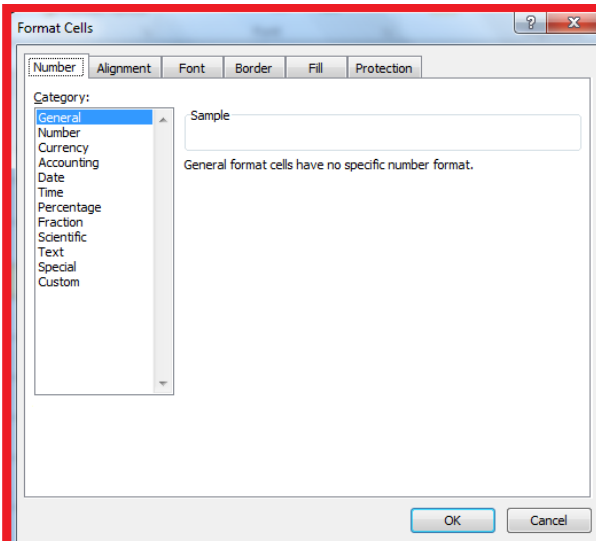 Format Cells
Number Alignment Font Border Fill Protection
Category:
General
Number
Currency
Accounting
Date
Time
Percentage
Fraction
Scientific
Text
Special
Custom
Sample
General format cells have no specific number format.
OK Cancel